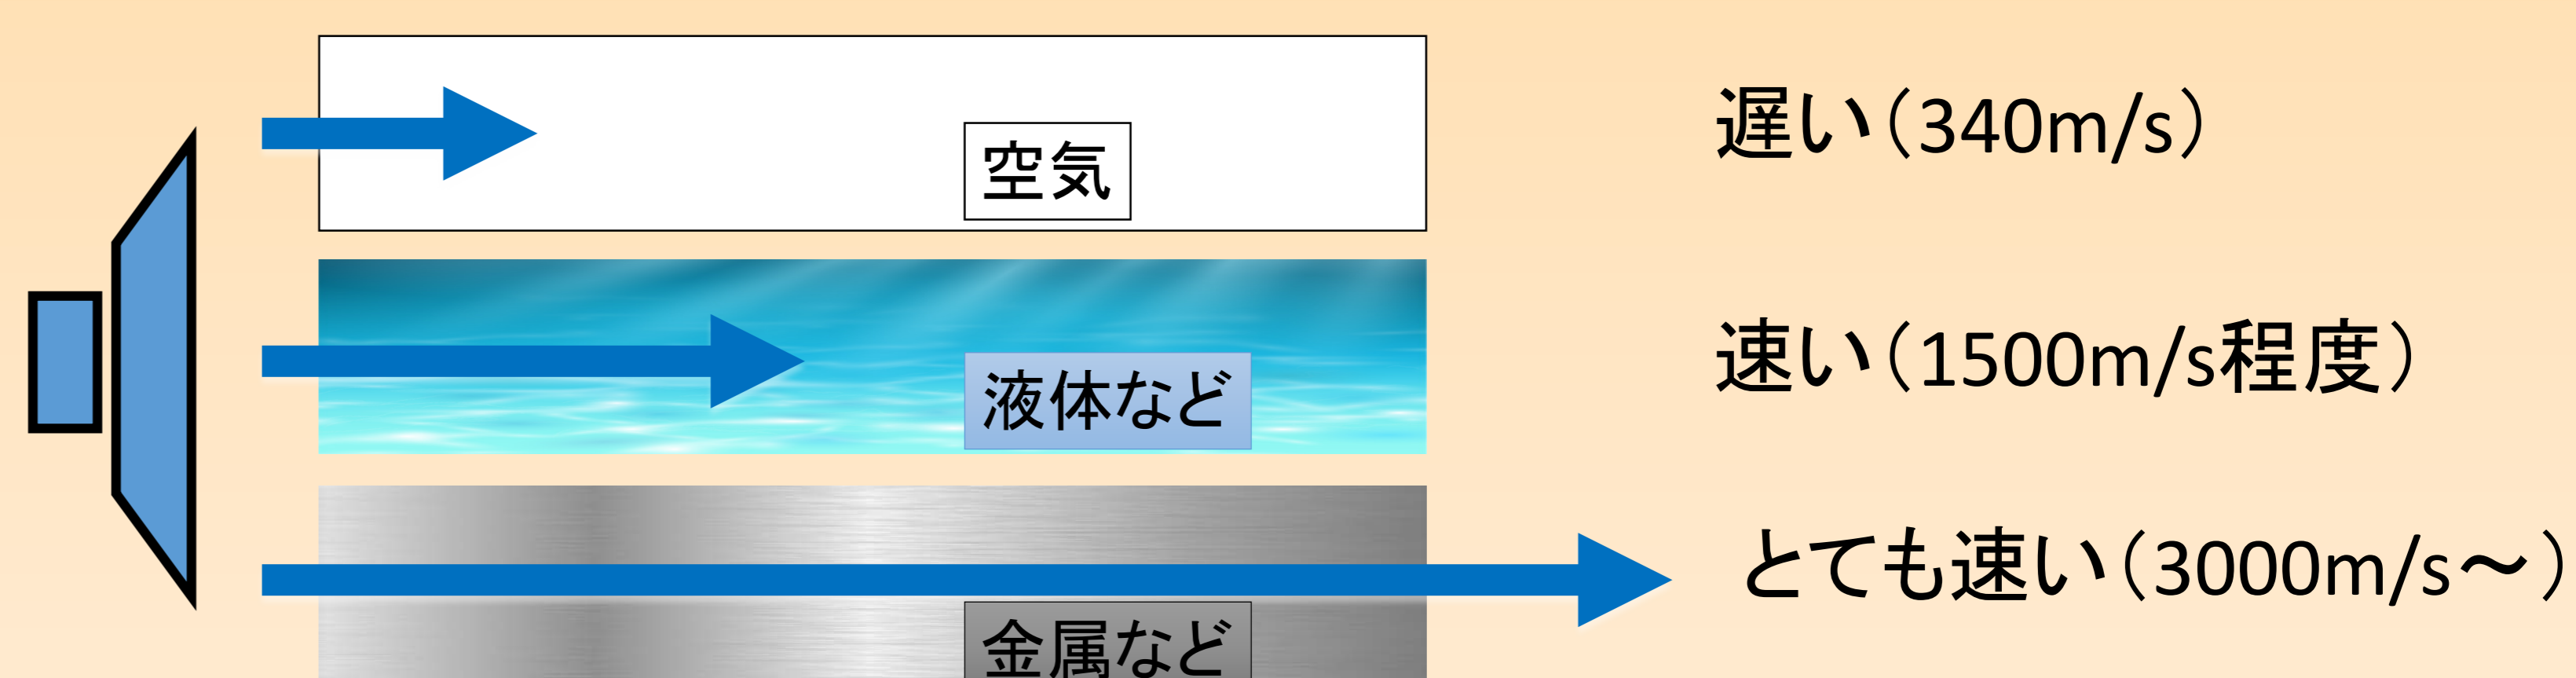 空気
遅い（340m/s）
液体など
速い（1500m/s程度）
金属など
とても速い（3000m/s～）